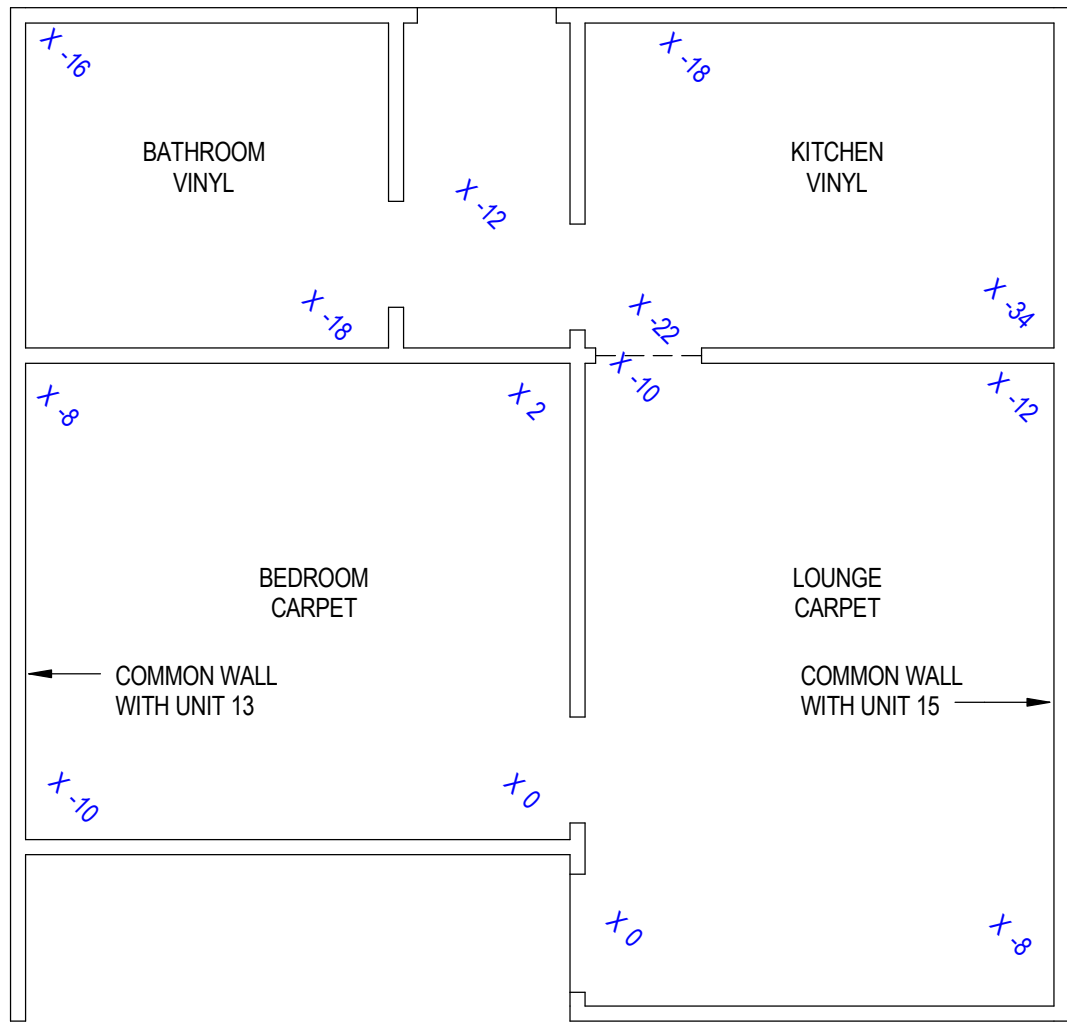 X -16
X -18
BATHROOM
VINYL
KITCHEN
VINYL
X -12
X -18
X -22
X -34
X -8
X 2
X -10
X -12
BEDROOM
CARPET
LOUNGE
CARPET
COMMON WALL
WITH UNIT 13
COMMON WALL
WITH UNIT 15
X -10
X 0
X 0
X -8